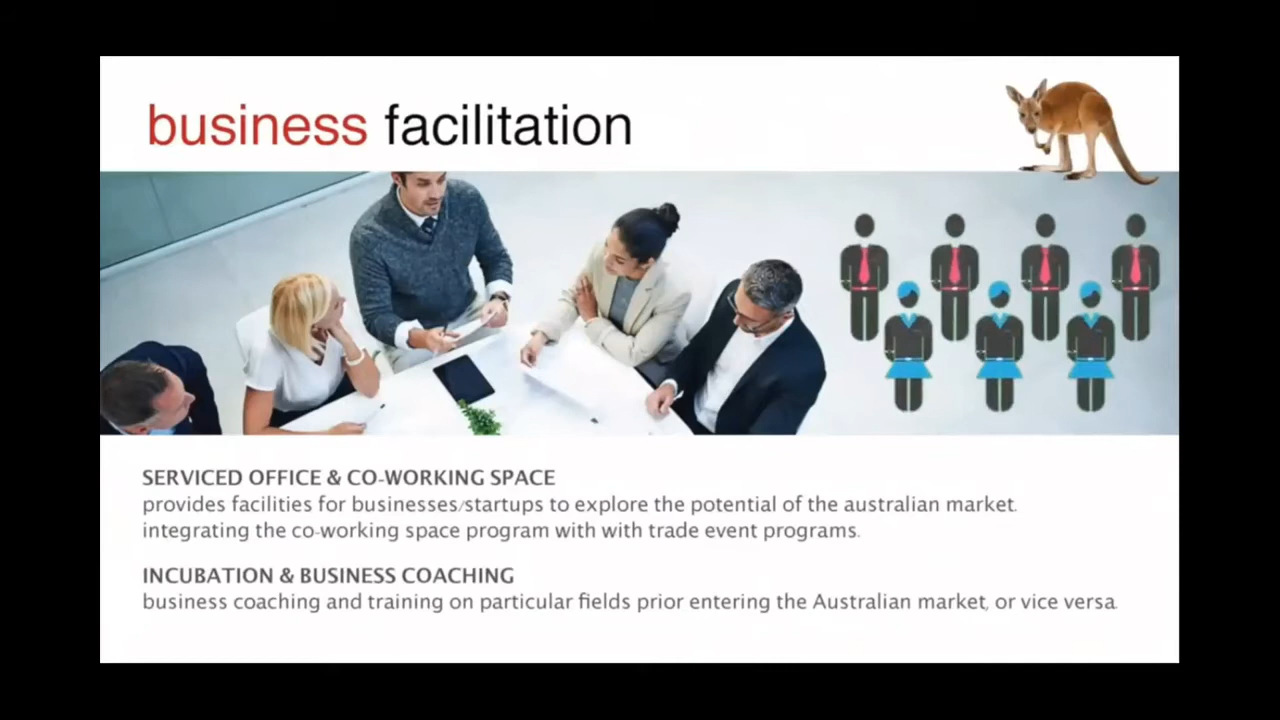 business facilitation
SERVICED OFFICE & CO-WORKING SPACE
provides facilities for businesses/startups to explore the potential of the australian market.
integrating the co-working space program with with trade event programs.
INCUBATION & BUSINESS COACHING
business coaching and training on particular fields prior entering the Australian market, or vice versa.